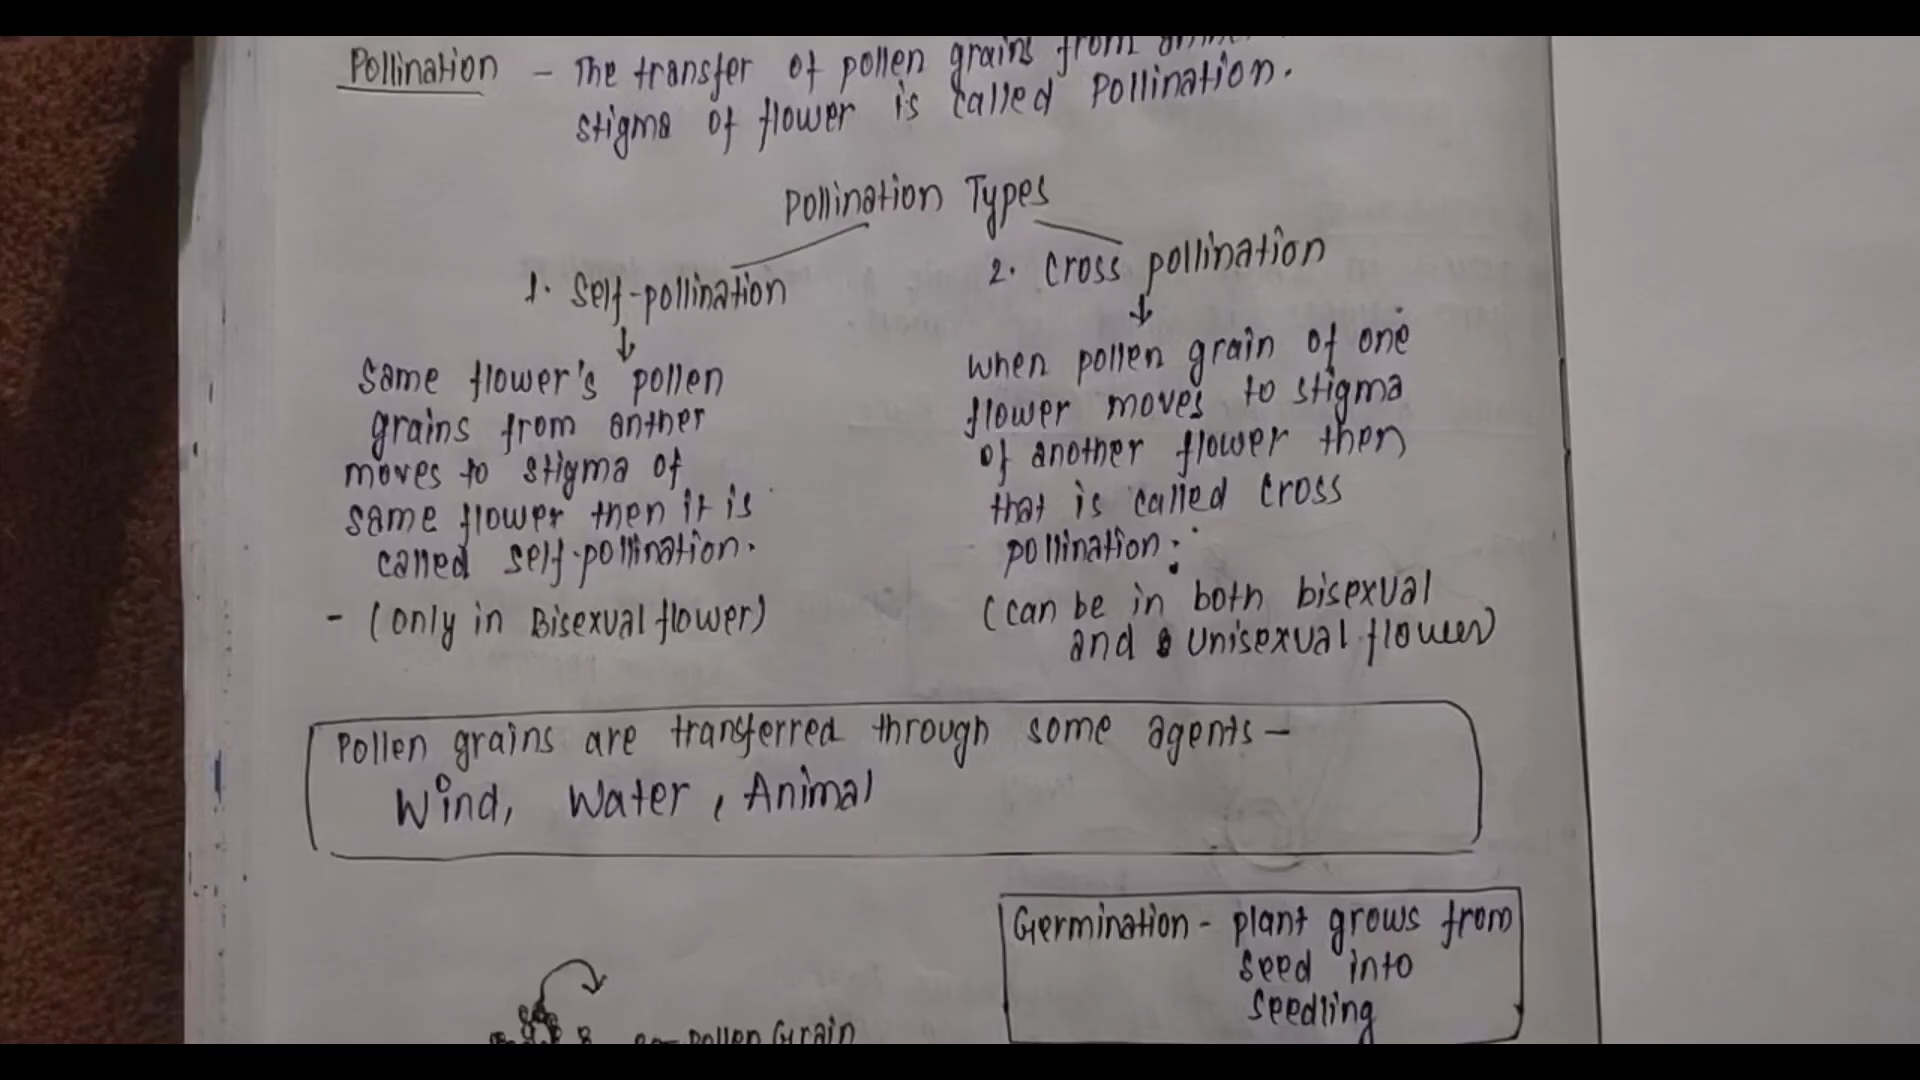 Pollination - The transfer of pollen grains from
stigma of flower is called Pollination.
Pollination Types
1. Self-pollination
Same flower's pollen
grains from anther
moves to stigma of
same flower then it is
called self-pollination.
- (only in Bisexual flower)
2. Cross pollination
when pollen grain of one
flower moves to stigma
of another flower then
that is called cross
pollination.
(can be in both bisexual
and unisexual flower)
Pollen grains are transferred through some agents -
Wind, Water, Animal
Germination - plant grows from
seed into
seedling
Pollen Grain